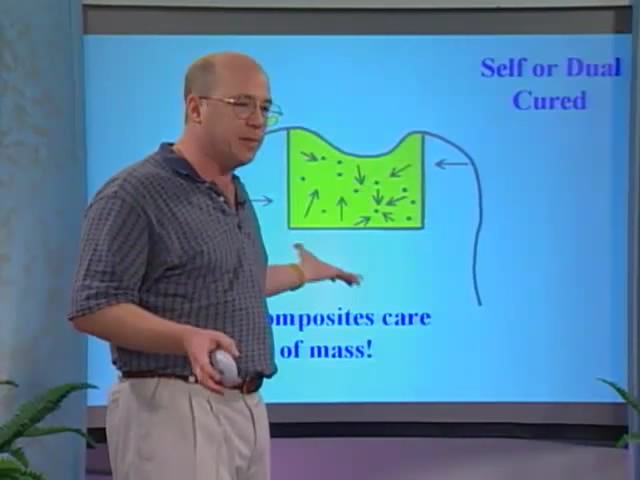 Self or Dual
Cured
omposites care
of mass!